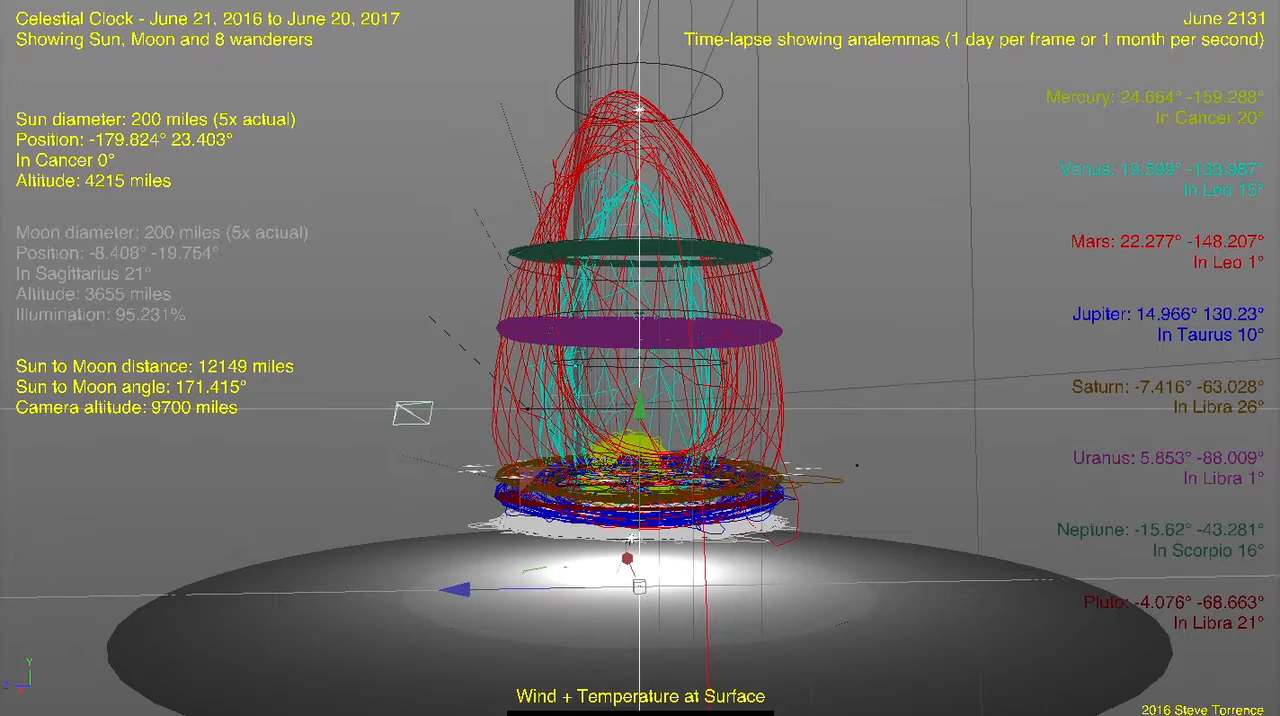 Celestial Clock - June 21, 2016 to June 20, 2017
Showing Sun, Moon and 8 wanderers
June 2131
Time-lapse showing analemmas (1 day per frame or 1 month per second)
Sun diameter: 200 miles (5x actual)
Position: -179.824° 23.403°
In Cancer 0°
Altitude: 4215 miles
Moon diameter: 200 miles (5x actual)
Position: -8.408° -19.754°
In Sagittarius 21°
Altitude: 3655 miles
Illumination: 95.231%
Sun to Moon distance: 12149 miles
Sun to Moon angle: 171.415°
Camera altitude: 9700 miles
Mercury: 24.664° -159.288°
In Cancer 20°
Venus: 19.599° -133.987°
In Leo 15°
Mars: 22.277° -148.207°
In Leo 1°
Jupiter: 14.966° 130.23°
In Taurus 10°
Saturn: -7.416° -63.028°
In Libra 26°
Uranus: 5.853° -88.009°
In Libra 1°
Neptune: -15.62° -43.281°
In Scorpio 16°
Pluto: -4.076° -68.663°
In Libra 21°
Y
Z
X
Wind + Temperature at Surface
2016 Steve Torrence